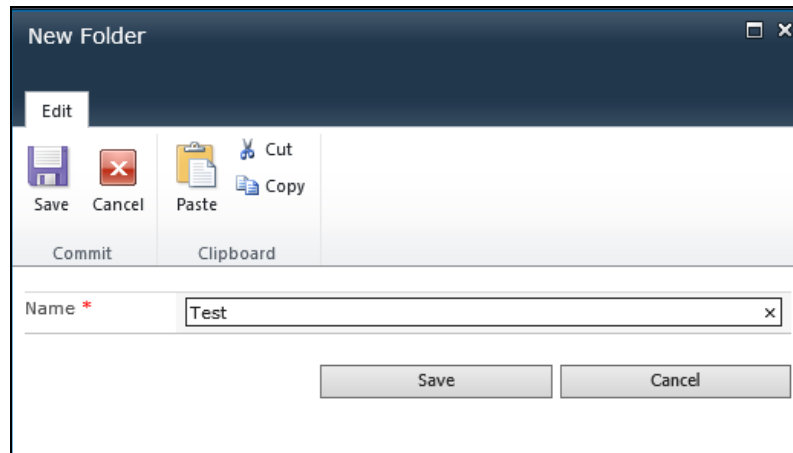 New Folder
Edit
Save Cancel Paste Cut
Copy
Commit Clipboard
Name * Test
Save Cancel